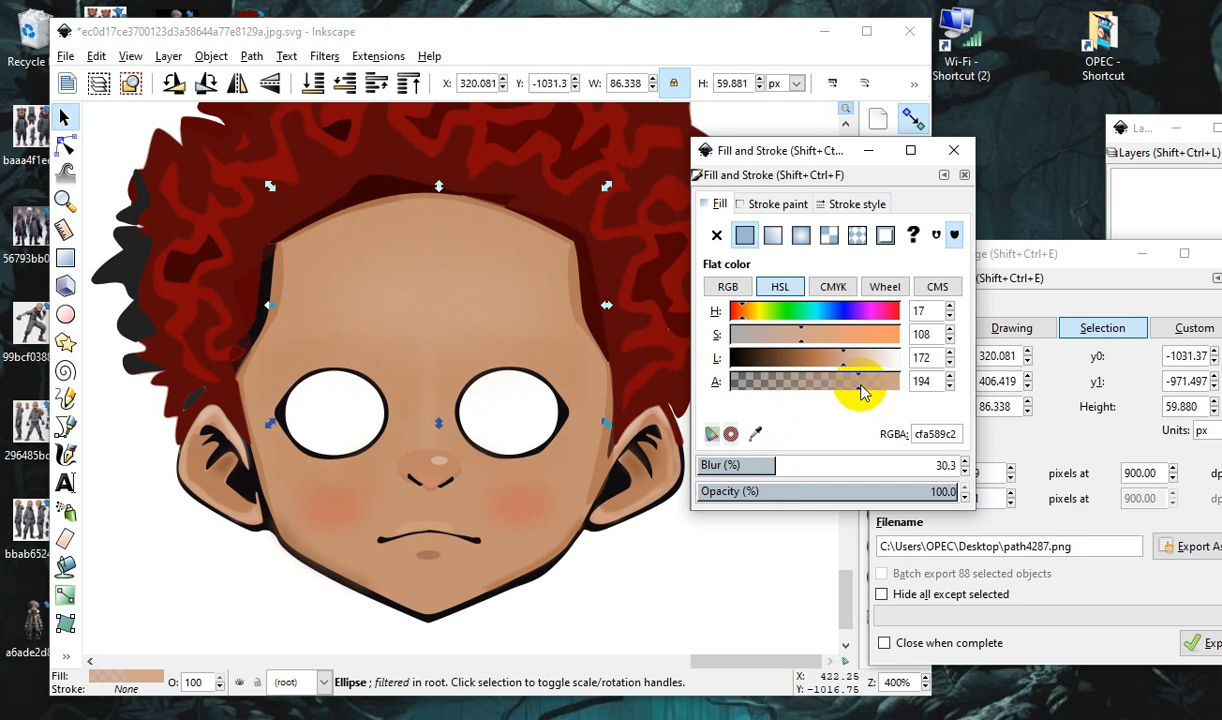 *ec0d17ce3700123d3a58644a77e8129a.jpg.svg - Inkscape
File Edit View Layer Object Path Text Filters Extensions Help
X: 320.081 Y: -1031.3 W: 86.338 H: 59.881 px
Recycle
baaa4f1e
56793bb0
99bcf038
296485b
bbab652
a6ade2d8
Wi-Fi -
Shortcut (2)
OPEC -
Shortcut
La...
Layers (Shift+Ctrl+L)
Fill and Stroke (Shift+Ct...
Fill and Stroke (Shift+Ctrl+F)
Fill Stroke paint Stroke style
Flat color
RGB HSL CMYK Wheel CMS
H: 17
S: 108
L: 172
A: 194
RGBA: cfa589c2
Blur (%) 30.3
Opacity (%) 100.0
ge (Shift+Ctrl+E)
(Shift+Ctrl+E)
Drawing Selection Custom
320.081 y0: -1031.37
406.419 y1: -971.497
86.338 Height: 59.880
Units: px
pixels at 900.00 dp
pixels at 900.00
Filename
C:\Users\OPEC\Desktop\path4287.png Export As
Batch export 88 selected objects
Hide all except selected
Close when complete Exp
Fill:
Stroke: None
O: 100
(root)
Ellipse ; filtered in root. Click selection to toggle scale/rotation handles.
X: 422.25
Y: -1016.75
Z: 400%